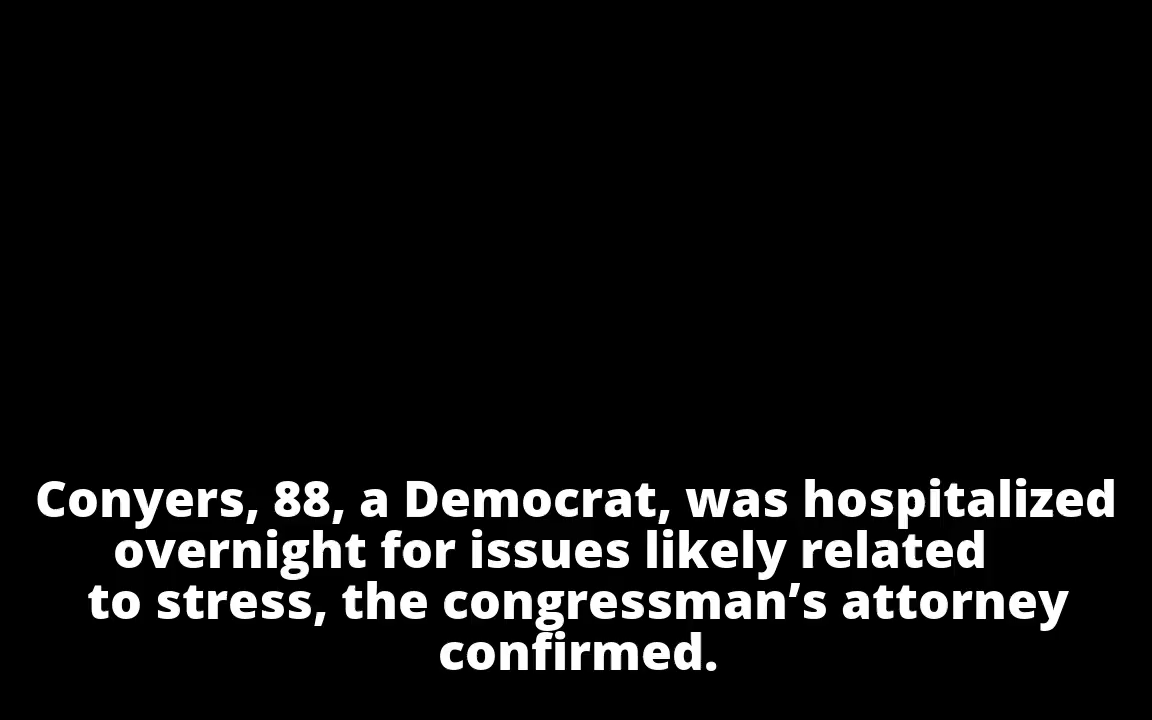 Conyers, 88, a Democrat, was hospitalized
overnight for issues likely related
to stress, the congressman’s attorney
confirmed.